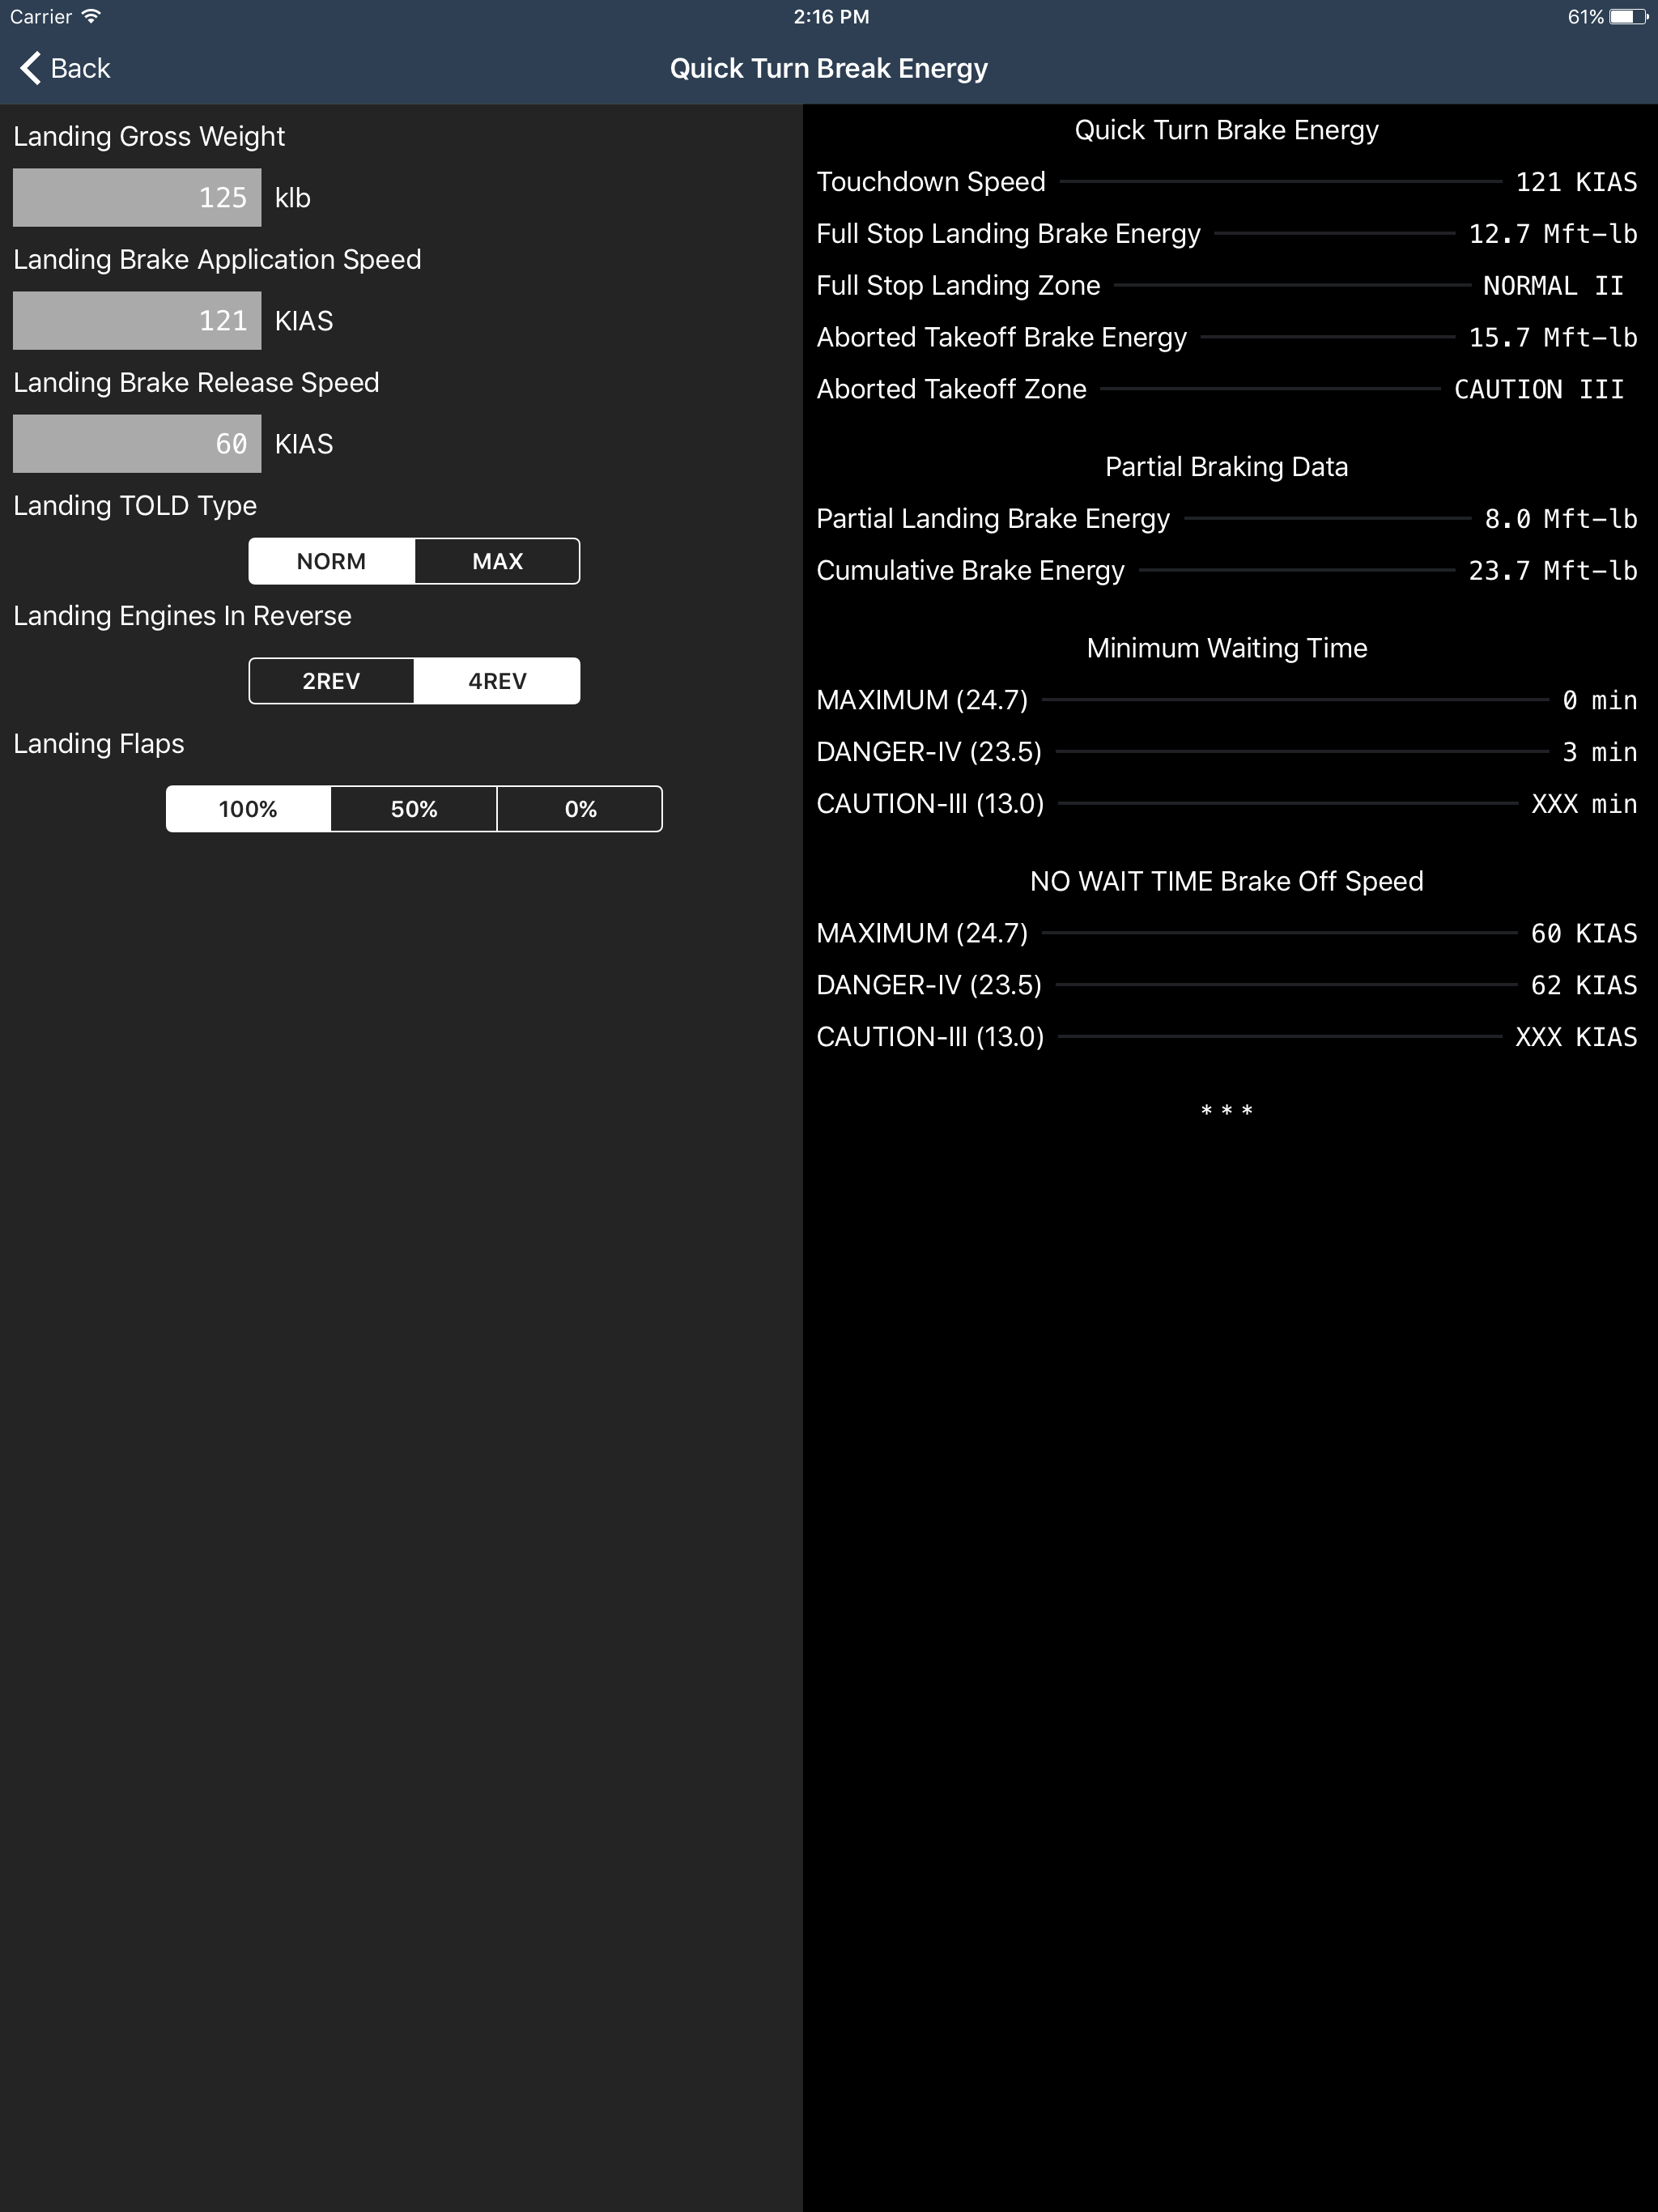 Carrier 2:16 PM 61%
Back Quick Turn Break Energy
Landing Gross Weight
125 klb
Landing Brake Application Speed
121 KIAS
Landing Brake Release Speed
60 KIAS
Landing TOLD Type
NORM MAX
Landing Engines In Reverse
2REV 4REV
Landing Flaps
100% 50% 0%
Quick Turn Brake Energy
Touchdown Speed 121 KIAS
Full Stop Landing Brake Energy 12.7 Mft-lb
Full Stop Landing Zone NORMAL II
Aborted Takeoff Brake Energy 15.7 Mft-lb
Aborted Takeoff Zone CAUTION III
Partial Braking Data
Partial Landing Brake Energy 8.0 Mft-lb
Cumulative Brake Energy 23.7 Mft-lb
Minimum Waiting Time
MAXIMUM (24.7) 0 min
DANGER-IV (23.5) 3 min
CAUTION-III (13.0) XXX min
NO WAIT TIME Brake Off Speed
MAXIMUM (24.7) 60 KIAS
DANGER-IV (23.5) 62 KIAS
CAUTION-III (13.0) XXX KIAS
* * *